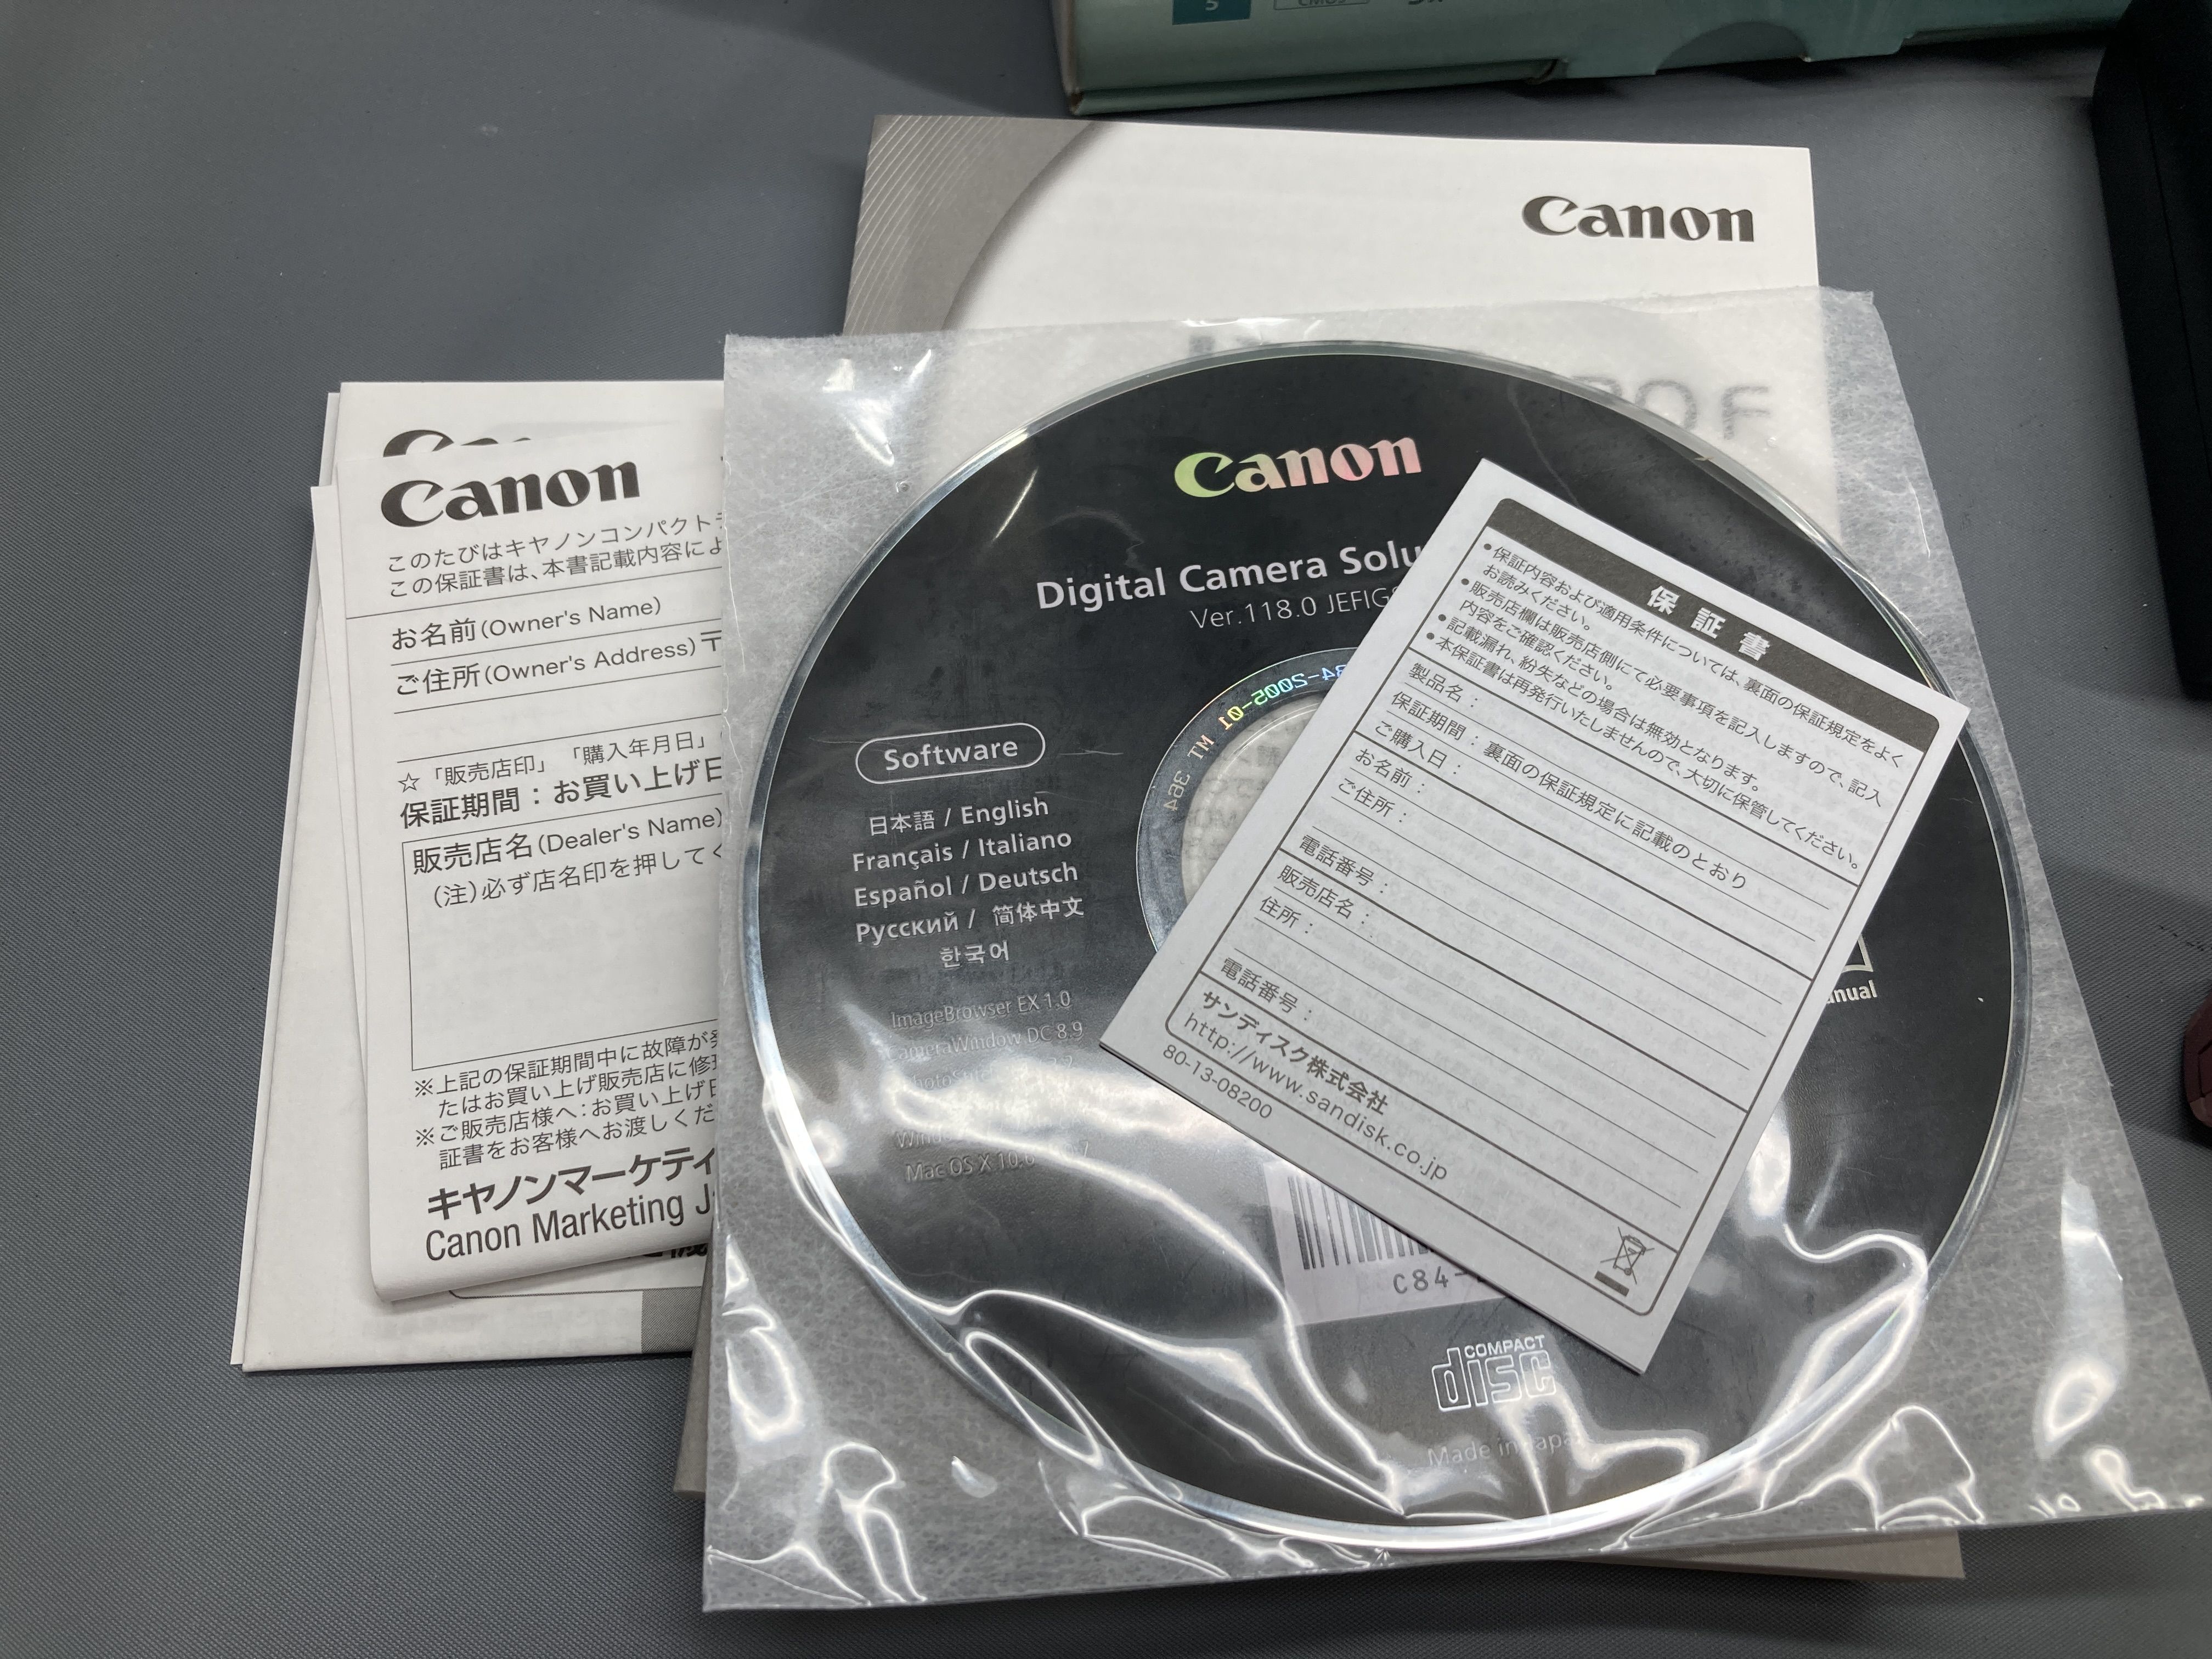 Canon
Canon
このたびはキヤノンコンパクト
この保証書は、本書記載内容によ
お名前(Owner's Name)
ご住所(Owner's Address)〒
☆「販売店印」「購入年月日」
保証期間：お買い上げ日
販売店名(Dealer's Name)
(注)必ず店名印を押してく
※上記の保証期間中に故障が
たはお買い上げ販売店に修
※ご販売店様へ：お買い上げ日
証書をお客様へお渡しくだ
キヤノンマーケティ
Canon Marketing J
Canon
Digital Camera Solu
Ver.118.0 JEFIG
Software
日本語 / English
Français / Italiano
Español / Deutsch
Русский / 简体中文
한국어
ImageBrowser EX 1.0
CameraWindow DC 8.9
Mac OS X 10.6
C84-
COMPACT
disc
Made in Japa
anual
保証書
•保証内容および適用条件については、裏面の保証規定をよく
お読みください。
•販売店欄は販売店側にて必要事項を記入しますので、記入
内容をご確認ください。
•記載漏れ、紛失などの場合は無効となります。
•本保証書は再発行いたしませんので、大切に保管してください。
製品名：
保証期間：裏面の保証規定に記載のとおり
ご購入日：
お名前：
ご住所：
電話番号：
販売店名：
住所：
電話番号：
サンディスク株式会社
http://www.sandisk.co.jp
80-13-08200